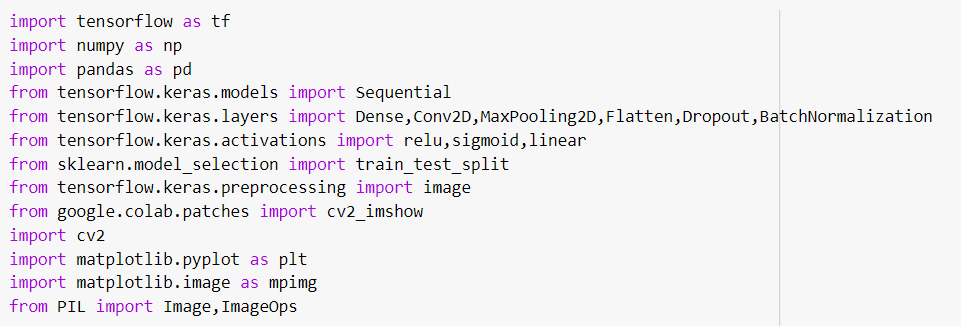 import tensorflow as tf
import numpy as np
import pandas as pd
from tensorflow.keras.models import Sequential
from tensorflow.keras.layers import Dense,Conv2D,MaxPooling2D,Flatten,Dropout,BatchNormalization
from tensorflow.keras.activations import relu,sigmoid,linear
from sklearn.model_selection import train_test_split
from tensorflow.keras.preprocessing import image
from google.colab.patches import cv2_imshow
import cv2
import matplotlib.pyplot as plt
import matplotlib.image as mpimg
from PIL import Image,ImageOps